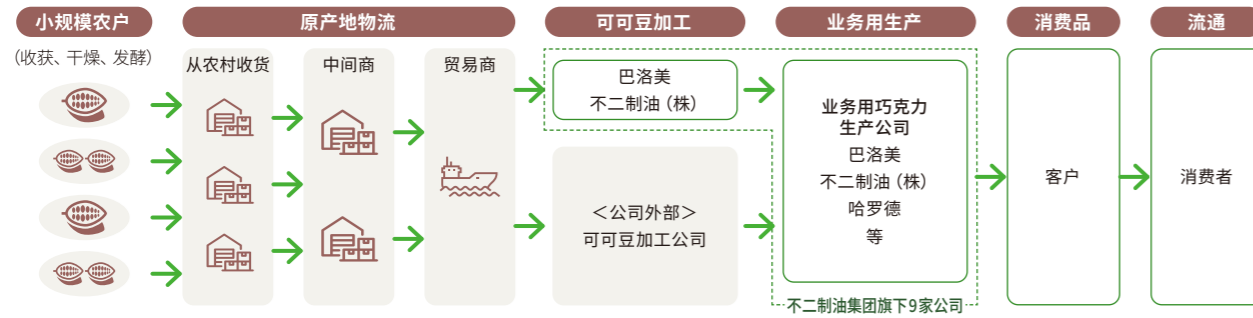 小规模农户
原产地物流
可可豆加工
业务用生产
消费品
流通
（收获、干燥、发酵）
从农村收货
中间商
贸易商
巴洛美
不二制油（株）
＜公司外部＞
可可豆加工公司
业务用巧克力
生产公司
巴洛美
不二制油（株）
哈罗德
等
客户
消费者
不二制油集团旗下9家公司